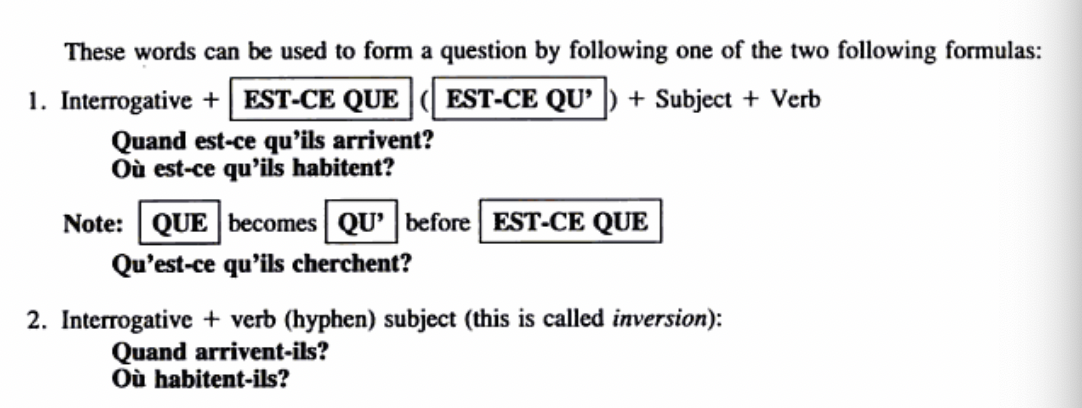 These words can be used to form a question by following one of the two following formulas:
1. Interrogative + EST-CE QUE ( EST-CE QU' ) + Subject + Verb
Quand est-ce qu'ils arrivent?
Où est-ce qu'ils habitent?
Note: QUE becomes QU' before EST-CE QUE
Qu'est-ce qu'ils cherchent?
2. Interrogative + verb (hyphen) subject (this is called inversion):
Quand arrivent-ils?
Où habitent-ils?